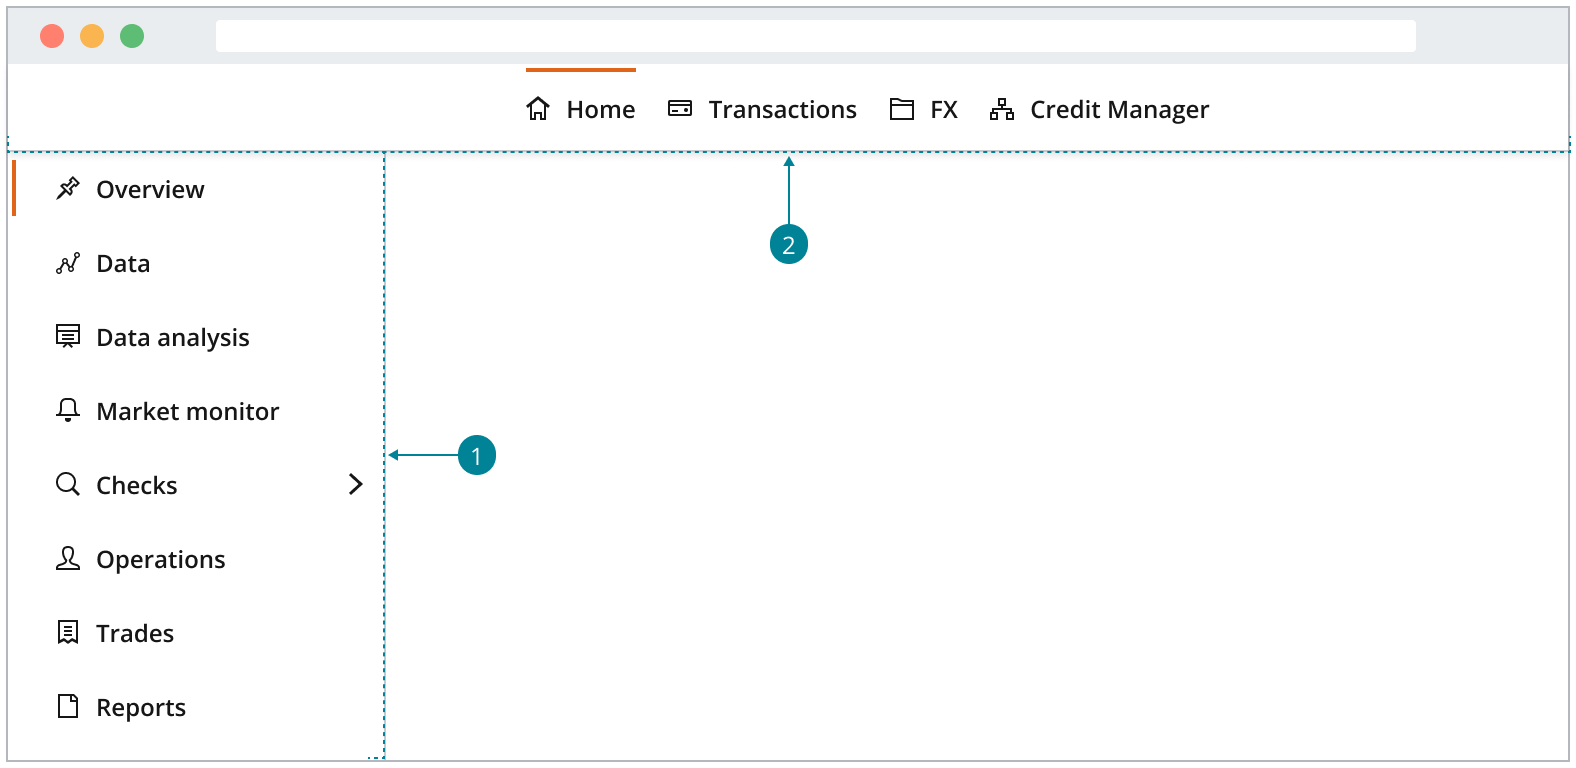 Home Transactions FX Credit Manager
Overview
2
Data
Data analysis
Market monitor
1
Checks
Operations
Trades
Reports